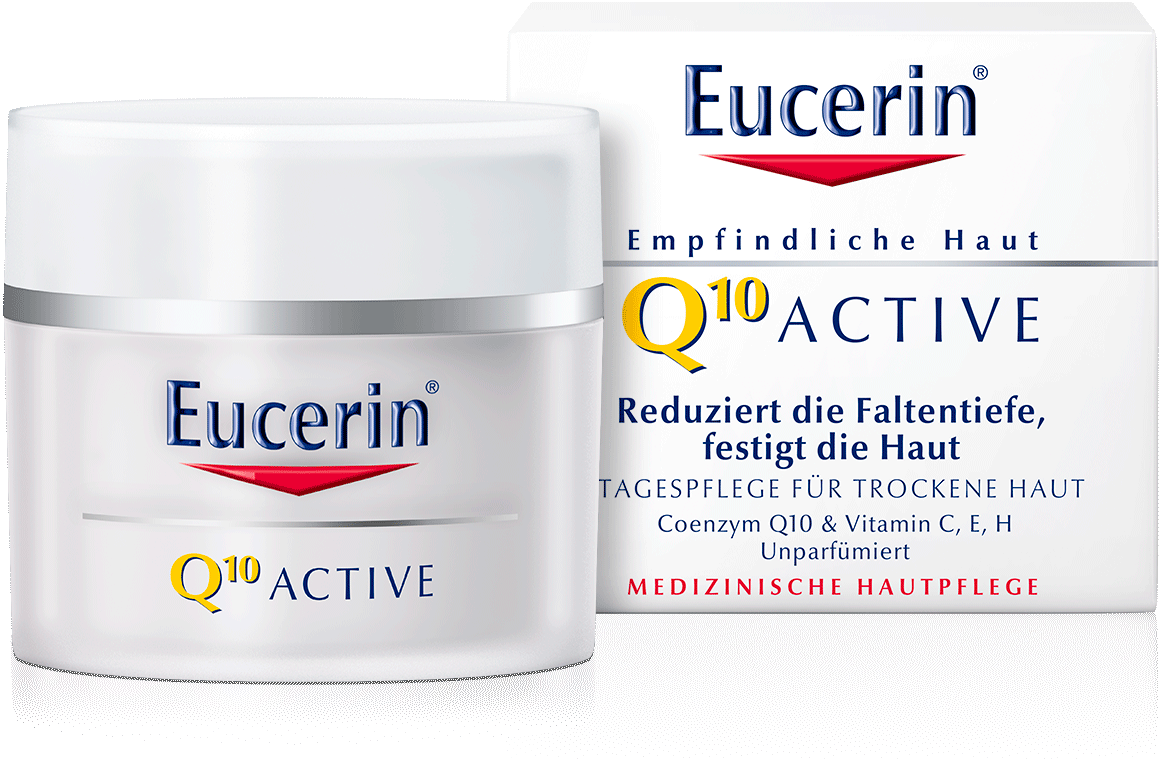 Eucerin®
Q10 ACTIVE
Eucerin®
Empfindliche Haut
Q10 ACTIVE
Reduziert die Faltentiefe,
festigt die Haut
TAGESPFLEGE FÜR TROCKENE HAUT
Coenzym Q10 & Vitamin C, E, H
Unparfümiert
MEDIZINISCHE HAUTPFLEGE